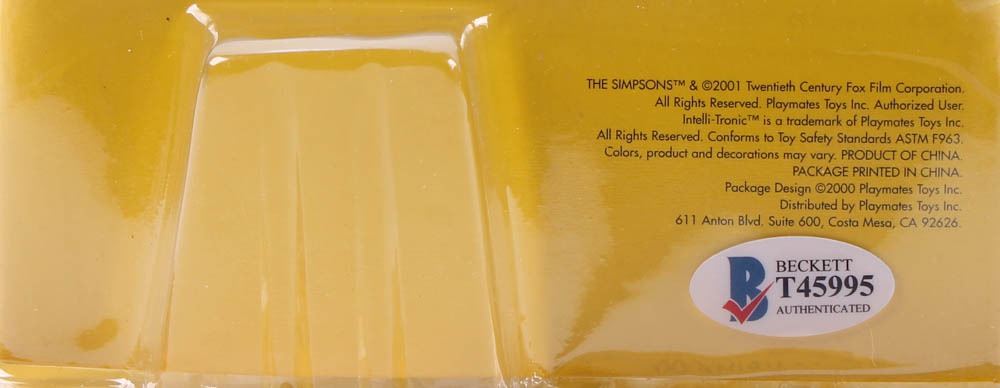 THE SIMPSONS™ & ©2001 Twentieth Century Fox Film Corporation.
All Rights Reserved. Playmates Toys Inc. Authorized User.
Intelli-Tronic™ is a trademark of Playmates Toys Inc.
All Rights Reserved. Conforms to Toy Safety Standards ASTM F963.
Colors, product and decorations may vary. PRODUCT OF CHINA.
PACKAGE PRINTED IN CHINA.
Package Design ©2000 Playmates Toys Inc.
Distributed by Playmates Toys Inc.
611 Anton Blvd. Suite 600, Costa Mesa, CA 92626.
B
BECKETT
T45995
AUTHENTICATED